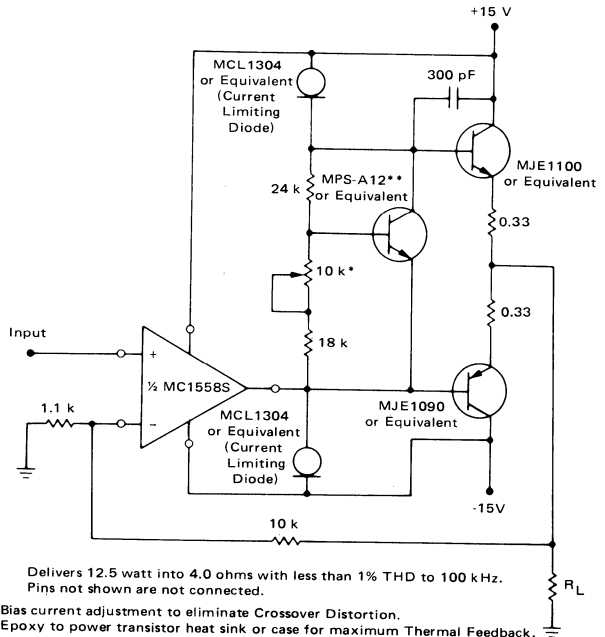 +15 V
MCL1304
or Equivalent
(Current
Limiting
Diode)
300 pF
MJE1100
or Equivalent
24 k
MPS-A12**
or Equivalent
0.33
10 k*
0.33
Input
18 k
+
½ MC1558S
−
1.1 k
MCL1304
or Equivalent
(Current
Limiting
Diode)
MJE1090
or Equivalent
-15V
10 k
RL
Delivers 12.5 watt into 4.0 ohms with less than 1% THD to 100 kHz.
Pins not shown are not connected.
Bias current adjustment to eliminate Crossover Distortion.
Epoxy to power transistor heat sink or case for maximum Thermal Feedback.